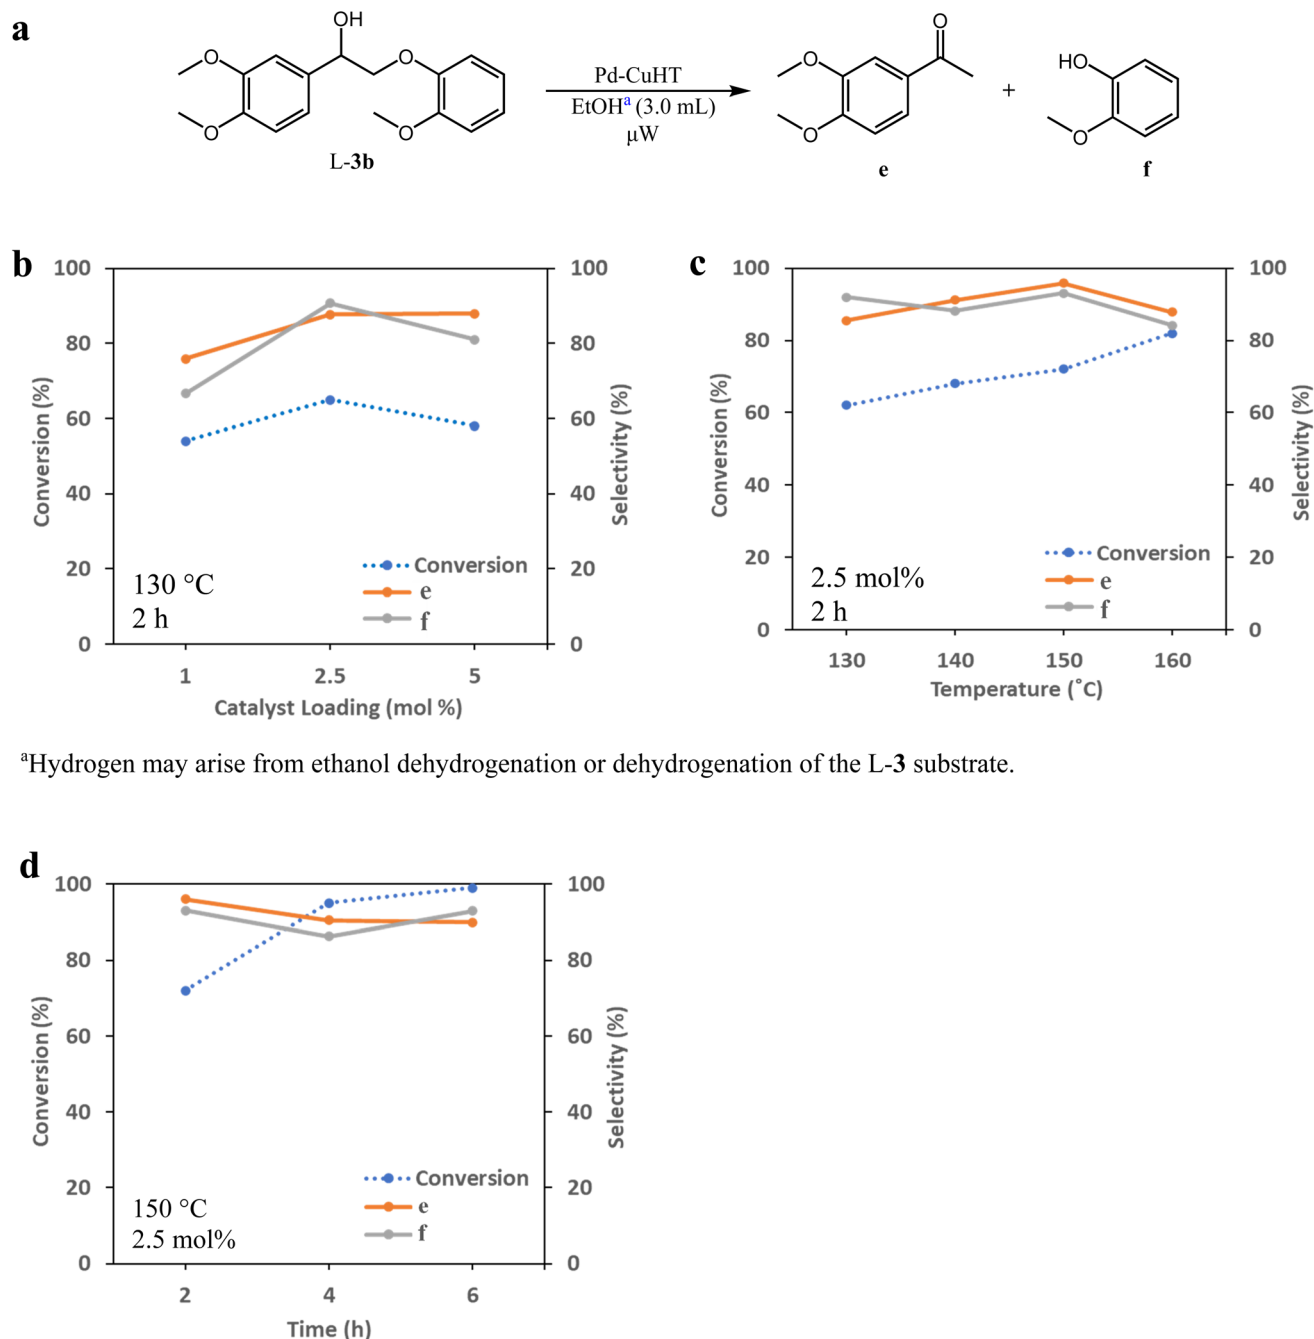 a
OH
O
O
O
O
L-3b
Pd-CuHT
EtOHᵃ (3.0 mL)
µW
O
O
O
e
+
HO
O
f
b
Conversion (%)
100
80
60
40
20
0
100
80
60
40
20
0
Selectivity (%)
130 °C
2 h
Conversion
e
f
1 2.5 5
Catalyst Loading (mol %)
c
Conversion (%)
100
80
60
40
20
0
100
80
60
40
20
0
Selectivity (%)
2.5 mol%
2 h
Conversion
e
f
130 140 150 160
Temperature (˚C)
ᵃHydrogen may arise from ethanol dehydrogenation or dehydrogenation of the L-3 substrate.
d
Conversion (%)
100
80
60
40
20
0
100
80
60
40
20
0
Selectivity (%)
150 °C
2.5 mol%
Conversion
e
f
2 4 6
Time (h)